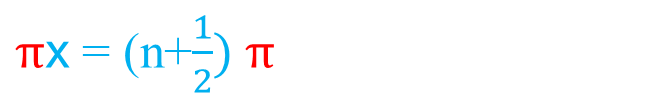 πx = (n+½) π